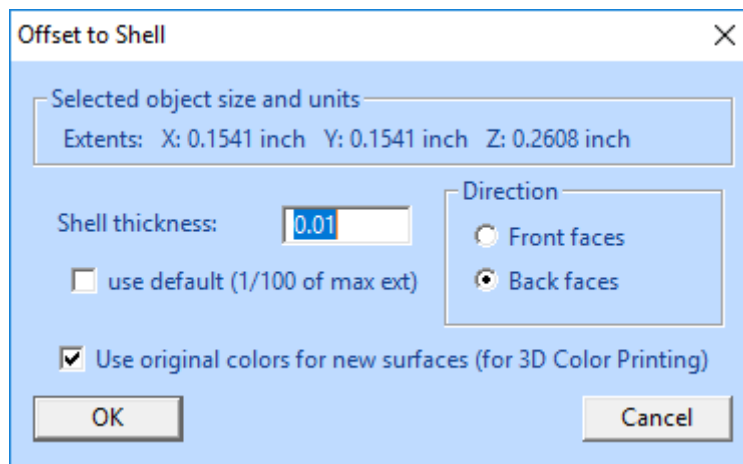 Offset to Shell
Selected object size and units
Extents: X: 0.1541 inch Y: 0.1541 inch Z: 0.2608 inch
Direction
Shell thickness: 0.01
Front faces
use default (1/100 of max ext)
Back faces
Use original colors for new surfaces (for 3D Color Printing)
OK Cancel